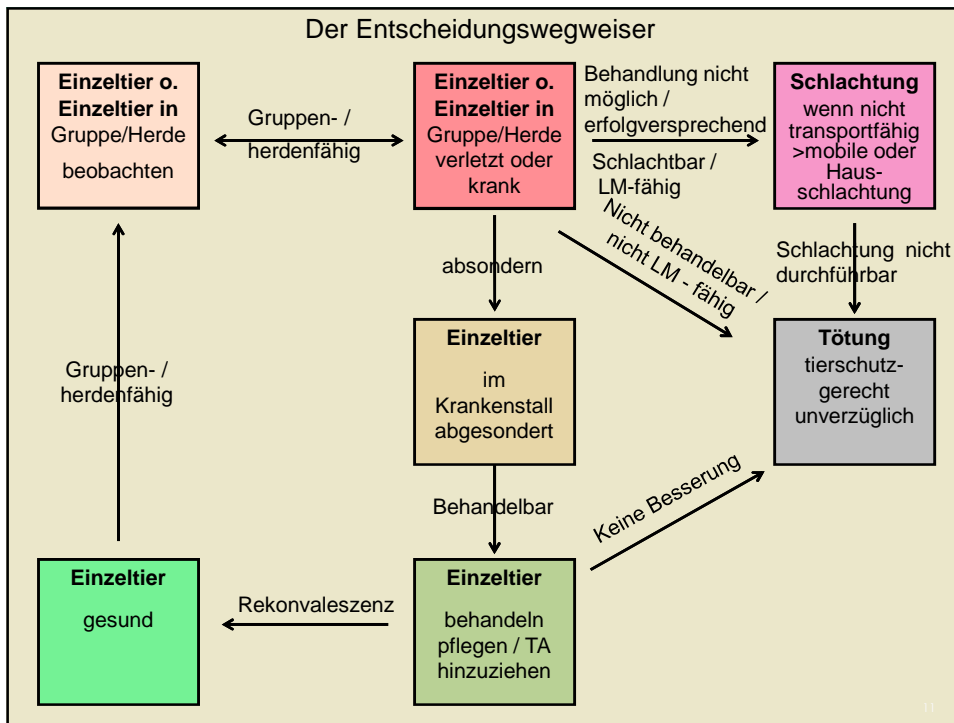 Der Entscheidungswegweiser
Einzeltier o.
Einzeltier in
Gruppe/Herde
beobachten
Gruppen- /
herdenfähig
Einzeltier o.
Einzeltier in
Gruppe/Herde
verletzt oder
krank
Behandlung nicht
möglich /
erfolgversprechend
Schlachtbar /
LM-fähig
Schlachtung
wenn nicht
transportfähig
>mobile oder
Haus-
schlachtung
absondern
Nicht behandelbar /
nicht LM - fähig
Schlachtung nicht
durchführbar
Einzeltier
im
Krankenstall
abgesondert
Tötung
tierschutz-
gerecht
unverzüglich
Gruppen- /
herdenfähig
Behandelbar
Keine Besserung
Einzeltier
gesund
Rekonvaleszenz
Einzeltier
behandeln
pflegen / TA
hinzuziehen
11